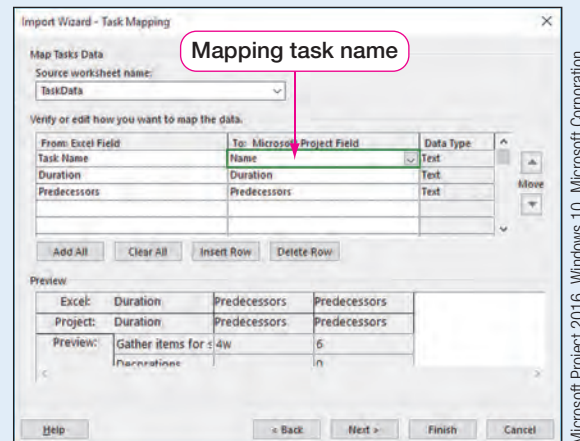 Import Wizard - Task Mapping
Mapping task name
Map Tasks Data
Source worksheet name:
TaskData
Verify or edit how you want to map the data.
From: Excel Field To: Microsoft Project Field Data Type
Task Name Name Text
Duration Duration Text
Predecessors Predecessors Text
Move
Add All Clear All Insert Row Delete Row
Preview
Excel: Duration Predecessors Predecessors
Project: Duration Predecessors Predecessors
Preview: Gather items for s 4w 6
Decorations 0
Help < Back Next > Finish Cancel
Microsoft Project 2016, Windows 10, Microsoft Corporation